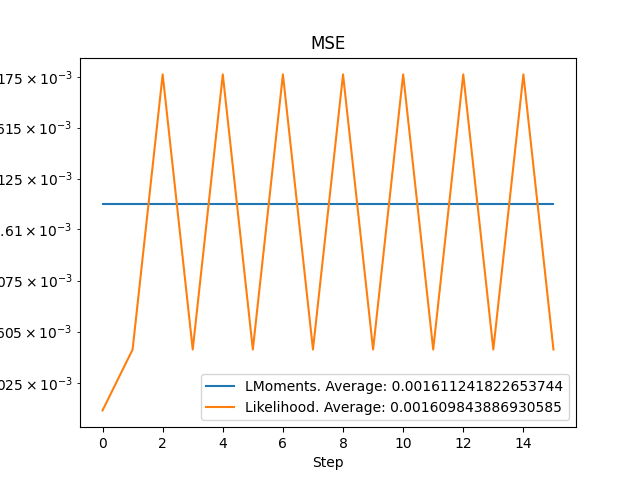 MSE
175 × 10⁻³
515 × 10⁻³
125 × 10⁻³
.61 × 10⁻³
075 × 10⁻³
505 × 10⁻³
025 × 10⁻³
LMoments. Average: 0.001611241822653744
Likelihood. Average: 0.001609843886930585
0 2 4 6 8 10 12 14
Step